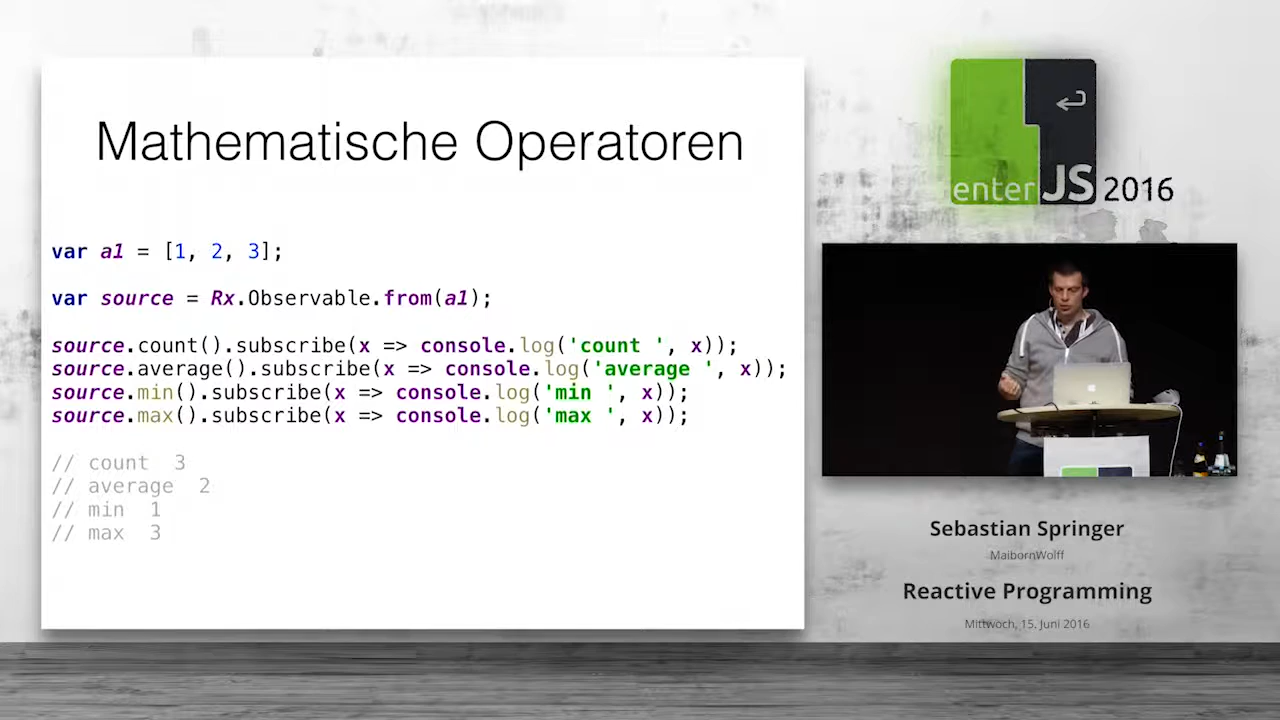 Mathematische Operatoren
var a1 = [1, 2, 3];
var source = Rx.Observable.from(a1);
source.count().subscribe(x => console.log('count ', x));
source.average().subscribe(x => console.log('average ', x));
source.min().subscribe(x => console.log('min ', x));
source.max().subscribe(x => console.log('max ', x));
// count  3
// average  2
// min  1
// max  3
enterJS 2016
Sebastian Springer
MaibornWolff
Reactive Programming
Mittwoch, 15. Juni 2016